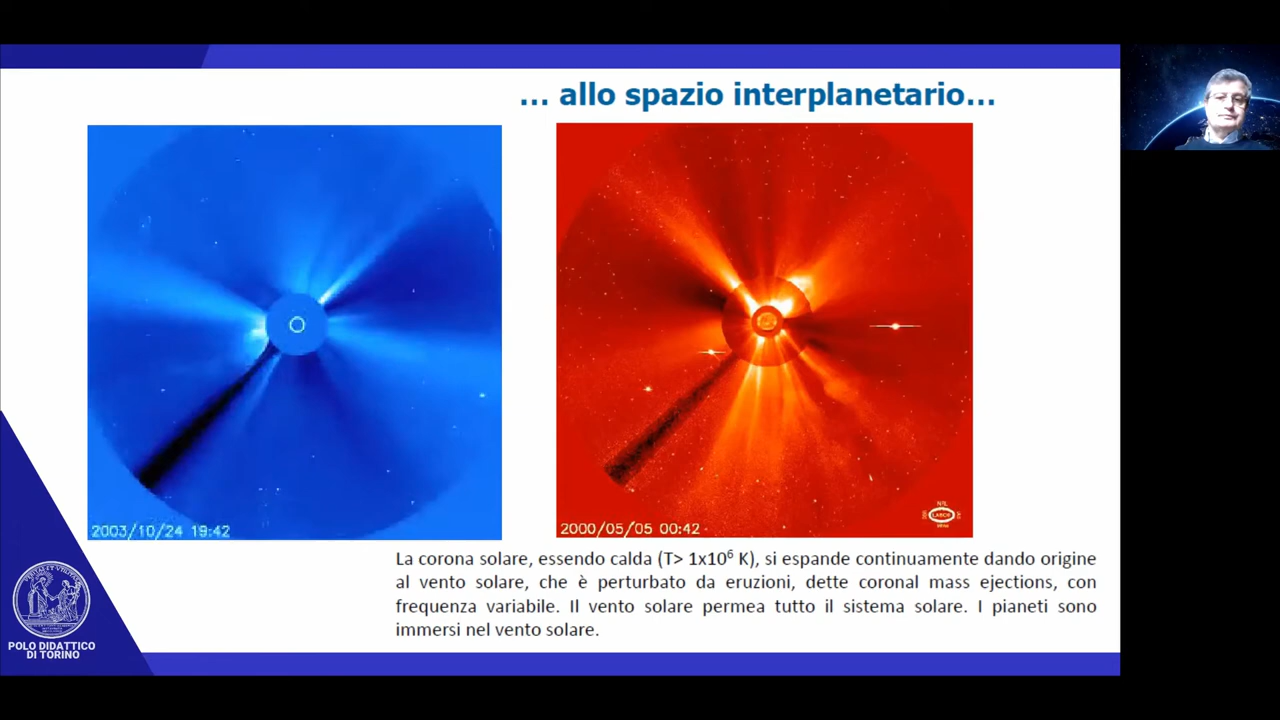 ... allo spazio interplanetario...
2003/10/24 19:42
2000/05/05 00:42
LASCO
La corona solare, essendo calda (T> 1x10⁶ K), si espande continuamente dando origine
al vento solare, che è perturbato da eruzioni, dette coronal mass ejections, con
frequenza variabile. Il vento solare permea tutto il sistema solare. I pianeti sono
immersi nel vento solare.
POLO DIDATTICO
DI TORINO